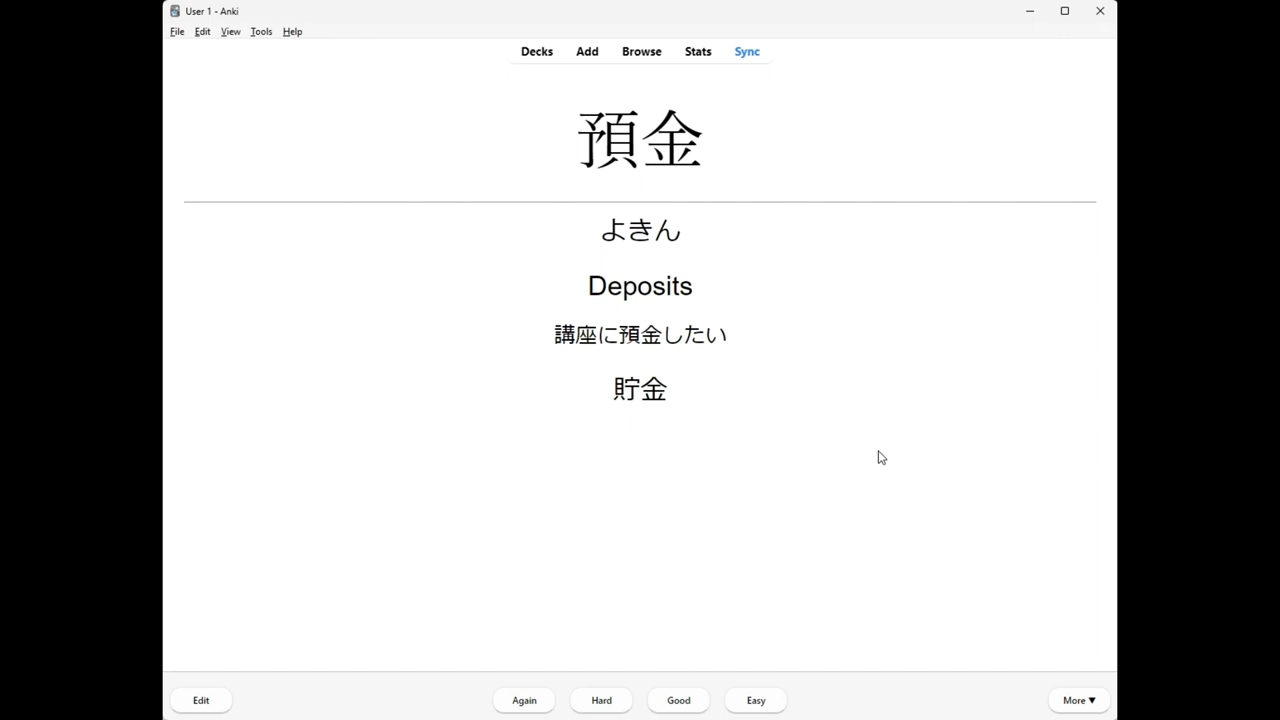 User 1 - Anki
File Edit View Tools Help
Decks Add Browse Stats Sync
預金
よきん
Deposits
講座に預金したい
貯金
Edit Again Hard Good Easy More ▼